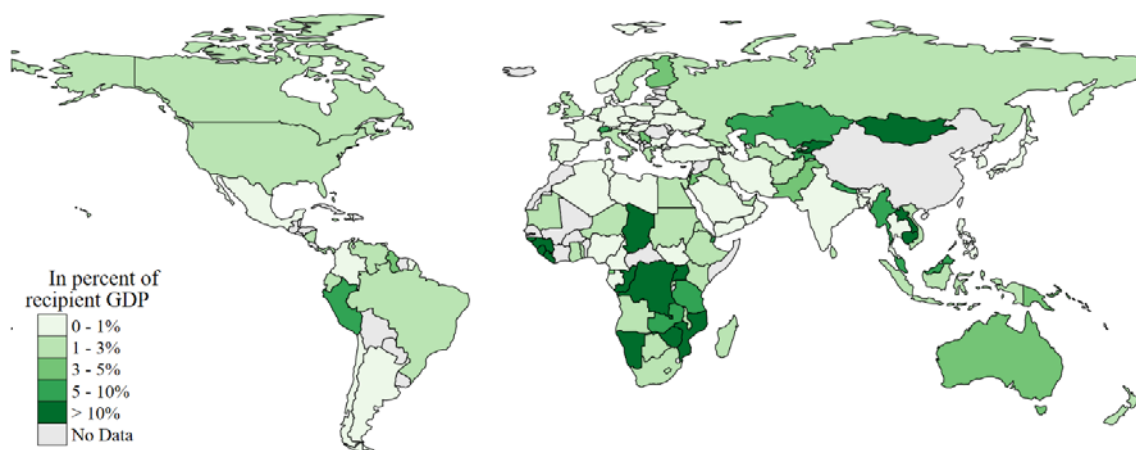 In percent of
recipient GDP
0 - 1%
1 - 3%
3 - 5%
5 - 10%
> 10%
No Data